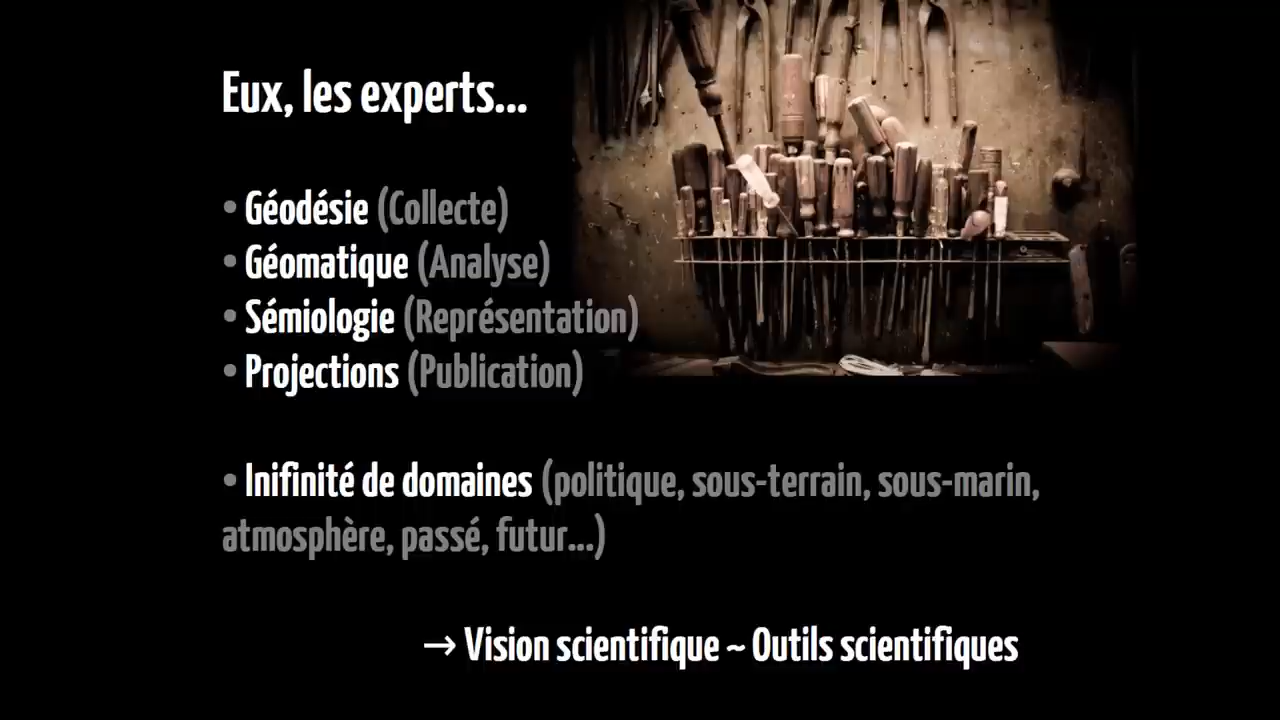 Eux, les experts...
• Géodésie (Collecte)
• Géomatique (Analyse)
• Sémiologie (Représentation)
• Projections (Publication)
• Inifinité de domaines (politique, sous-terrain, sous-marin,
atmosphère, passé, futur...)
→ Vision scientifique ~ Outils scientifiques